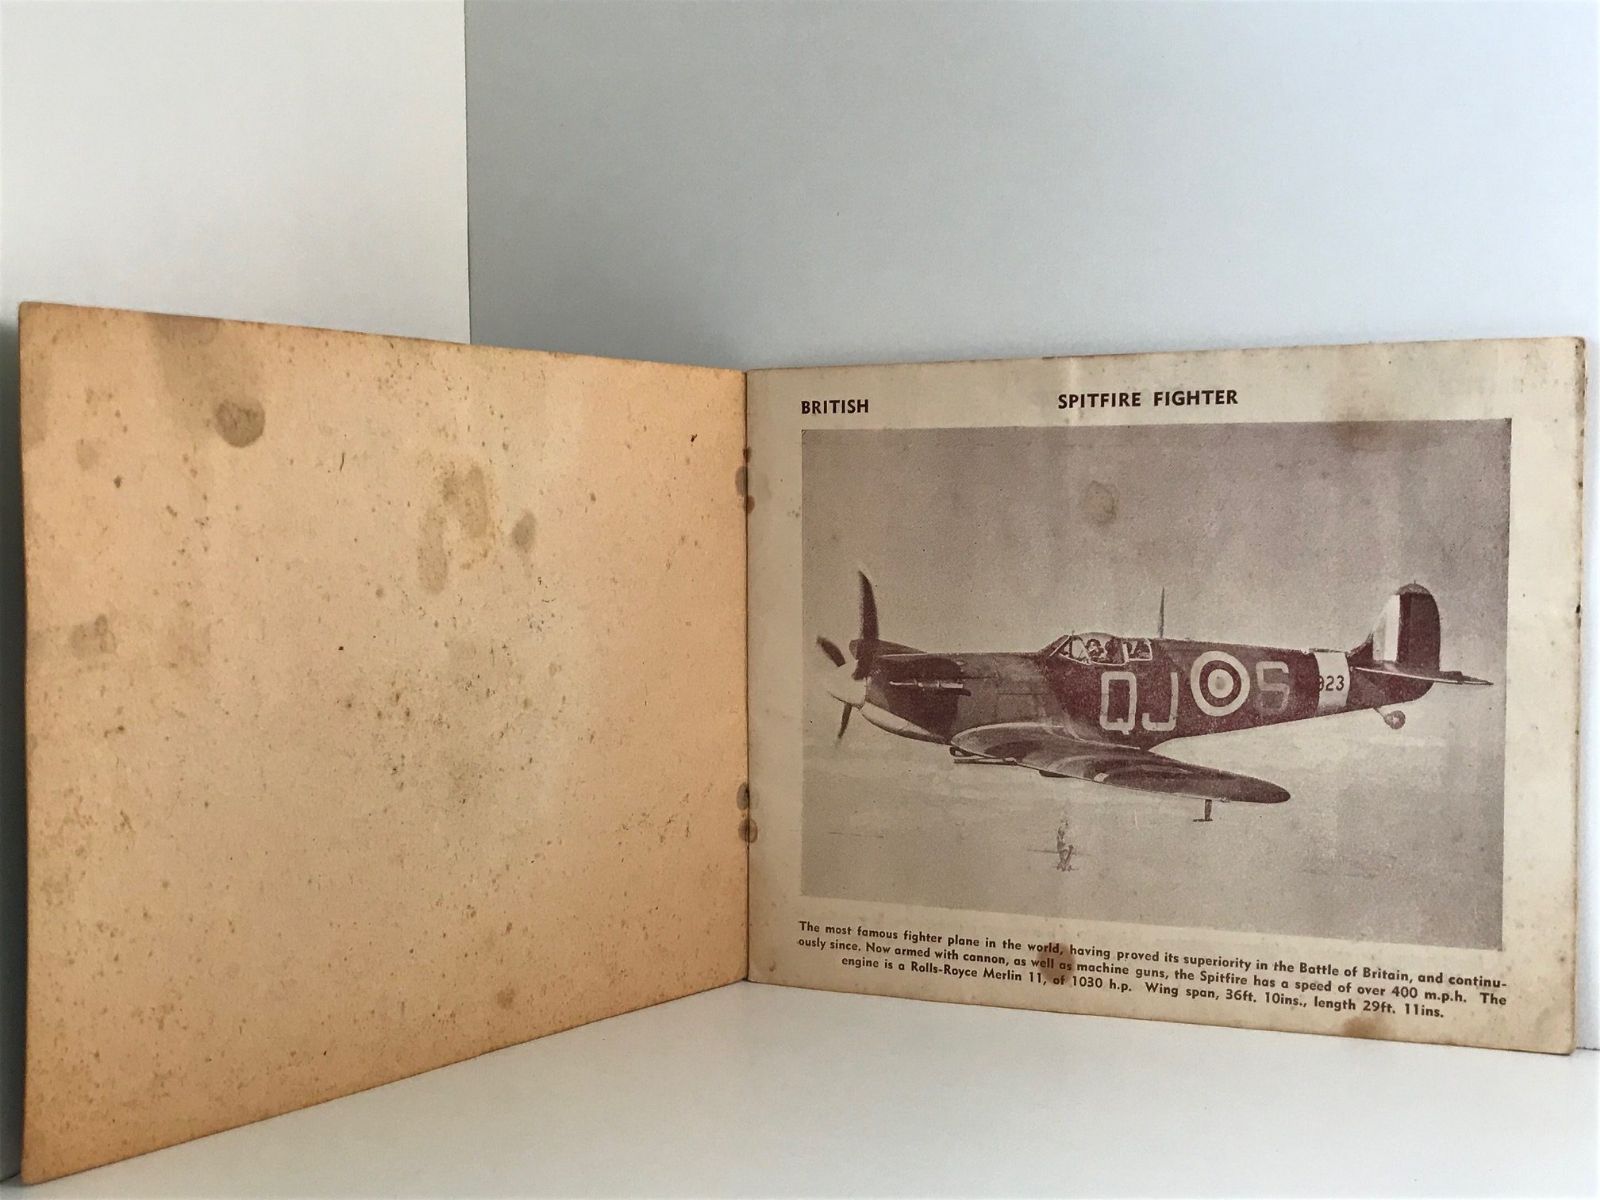 BRITISH
SPITFIRE FIGHTER
QJ S
923
The most famous fighter plane in the world, having proved its superiority in the Battle of Britain, and continu-
ously since. Now armed with cannon, as well as machine guns, the Spitfire has a speed of over 400 m.p.h. The
engine is a Rolls-Royce Merlin 11, of 1030 h.p. Wing span, 36ft. 10ins., length 29ft. 11ins.